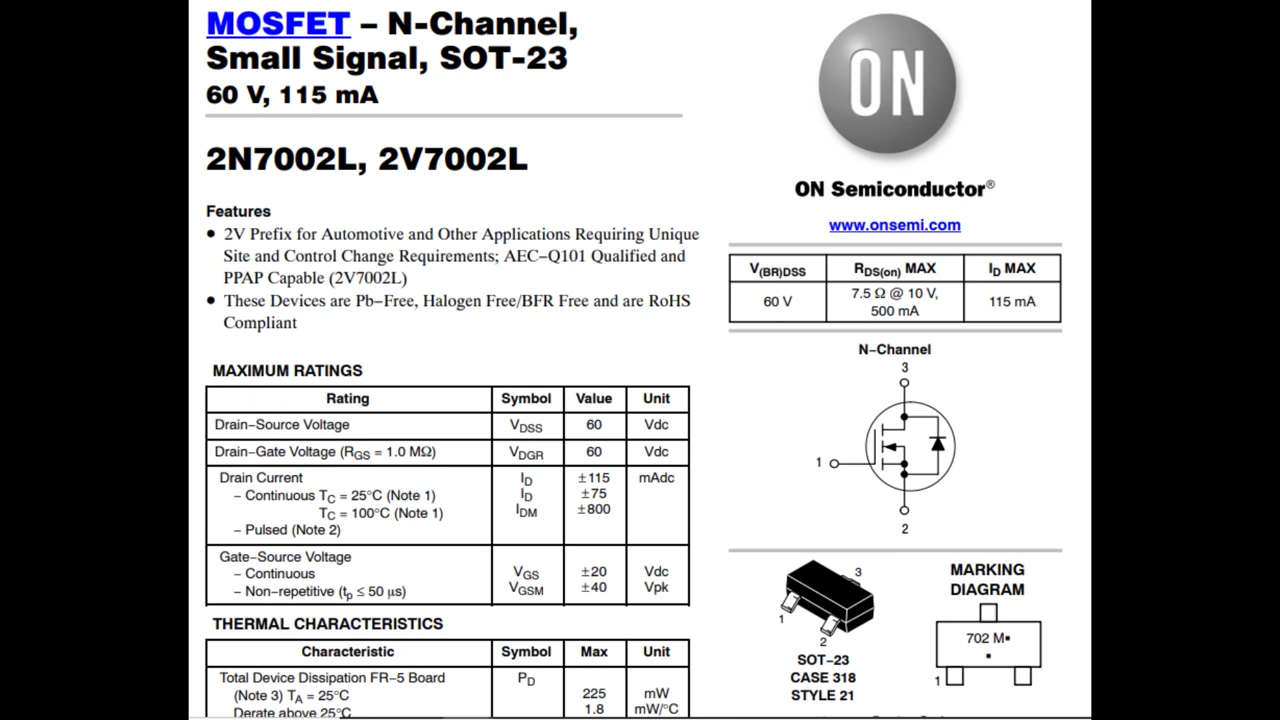 MOSFET – N-Channel,
Small Signal, SOT-23
60 V, 115 mA
2N7002L, 2V7002L
Features
• 2V Prefix for Automotive and Other Applications Requiring Unique
Site and Control Change Requirements; AEC−Q101 Qualified and
PPAP Capable (2V7002L)
• These Devices are Pb−Free, Halogen Free/BFR Free and are RoHS
Compliant
MAXIMUM RATINGS
Rating Symbol Value Unit
Drain−Source Voltage VDSS 60 Vdc
Drain−Gate Voltage (RGS = 1.0 MΩ) VDGR 60 Vdc
Drain Current ID ±115 mAdc
− Continuous TC = 25°C (Note 1) ID ±75
TC = 100°C (Note 1) IDM ±800
− Pulsed (Note 2)
Gate−Source Voltage
− Continuous VGS ±20 Vdc
− Non−repetitive (tp ≤ 50 μs) VGSM ±40 Vpk
THERMAL CHARACTERISTICS
Characteristic Symbol Max Unit
Total Device Dissipation FR−5 Board PD
(Note 3) TA = 25°C 225 mW
Derate above 25°C 1.8 mW/°C
ON
ON Semiconductor®
www.onsemi.com
V(BR)DSS RDS(on) MAX ID MAX
60 V 7.5 Ω @ 10 V, 115 mA
500 mA
N−Channel
3
1
2
3
1
2
SOT−23
CASE 318
STYLE 21
MARKING
DIAGRAM
702 M▪
▪
1